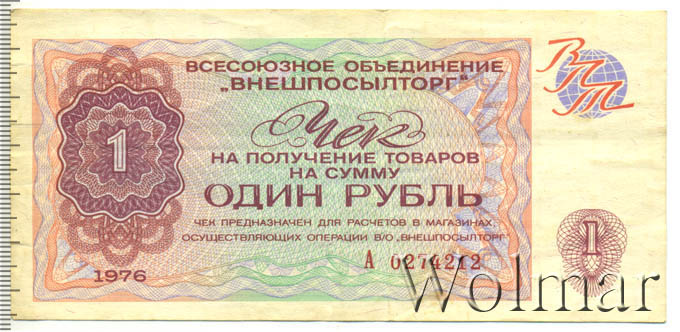 ВПТ
ВСЕСОЮЗНОЕ ОБЪЕДИНЕНИЕ
„ВНЕШПОСЫЛТОРГ"
Чек
НА ПОЛУЧЕНИЕ ТОВАРОВ
НА СУММУ
ОДИН РУБЛЬ
ЧЕК ПРЕДНАЗНАЧЕН ДЛЯ РАСЧЕТОВ В МАГАЗИНАХ,
ОСУЩЕСТВЛЯЮЩИХ ОПЕРАЦИИ В/О „ВНЕШПОСЫЛТОРГ"
1
1
1976
А 0274212
Wolmar